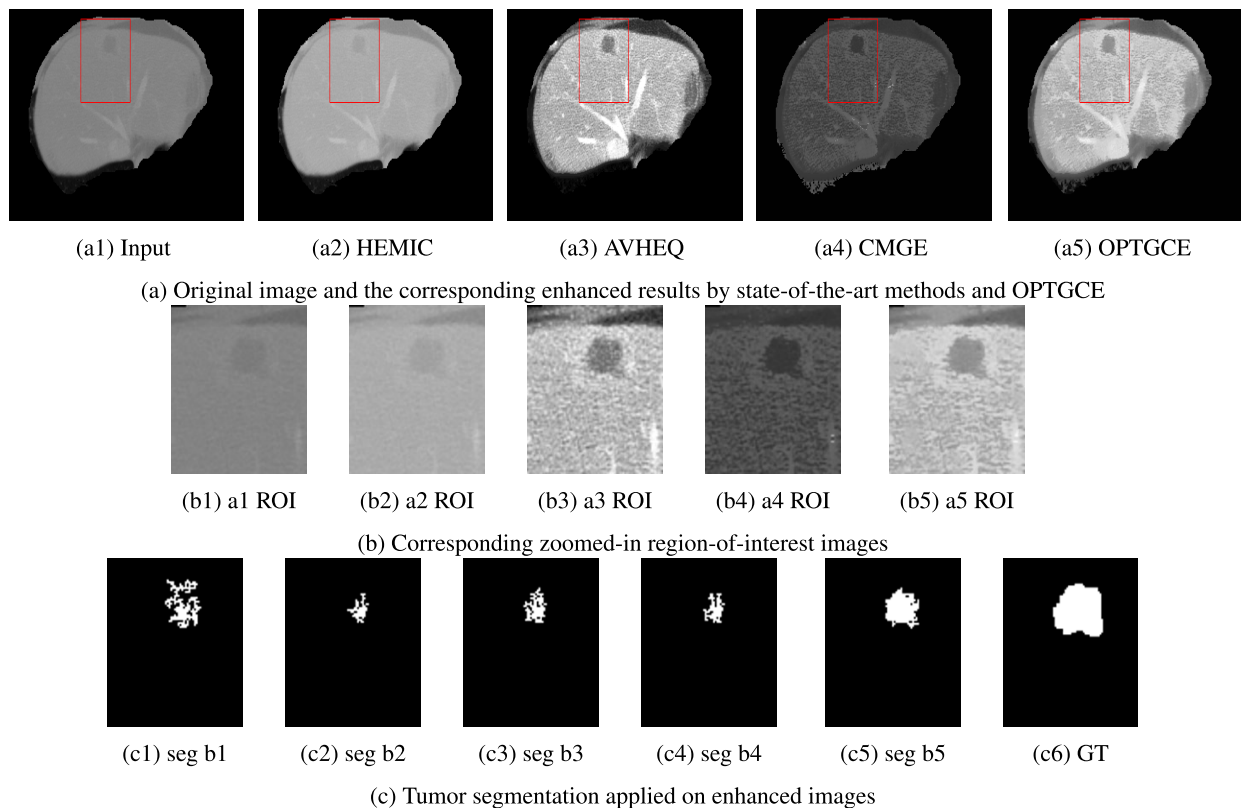 (a1) Input (a2) HEMIC (a3) AVHEQ (a4) CMGE (a5) OPTGCE
(a) Original image and the corresponding enhanced results by state-of-the-art methods and OPTGCE
(b1) a1 ROI (b2) a2 ROI (b3) a3 ROI (b4) a4 ROI (b5) a5 ROI
(b) Corresponding zoomed-in region-of-interest images
(c1) seg b1 (c2) seg b2 (c3) seg b3 (c4) seg b4 (c5) seg b5 (c6) GT
(c) Tumor segmentation applied on enhanced images